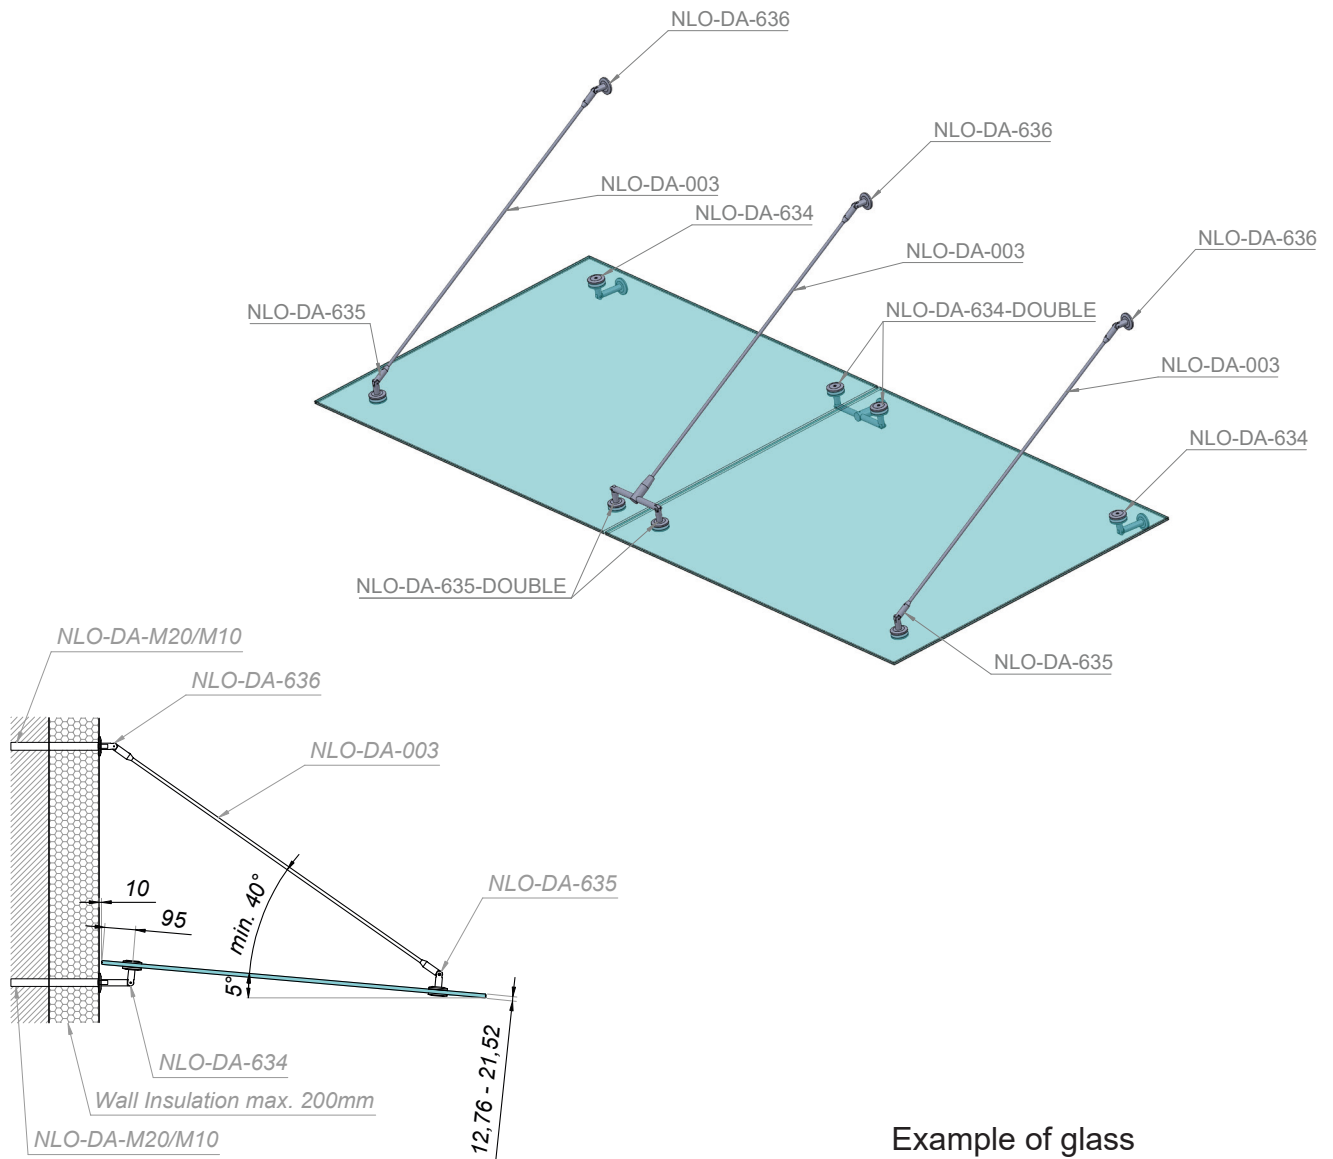 NLO-DA-636
NLO-DA-636
NLO-DA-003
NLO-DA-634
NLO-DA-636
NLO-DA-003
NLO-DA-635
NLO-DA-634-DOUBLE
NLO-DA-003
NLO-DA-634
NLO-DA-635-DOUBLE
NLO-DA-635
NLO-DA-M20/M10
NLO-DA-636
NLO-DA-003
10
min. 40°
NLO-DA-635
95
5°
12,76 - 21,52
NLO-DA-634
Wall Insulation max. 200mm
NLO-DA-M20/M10
Example of glass